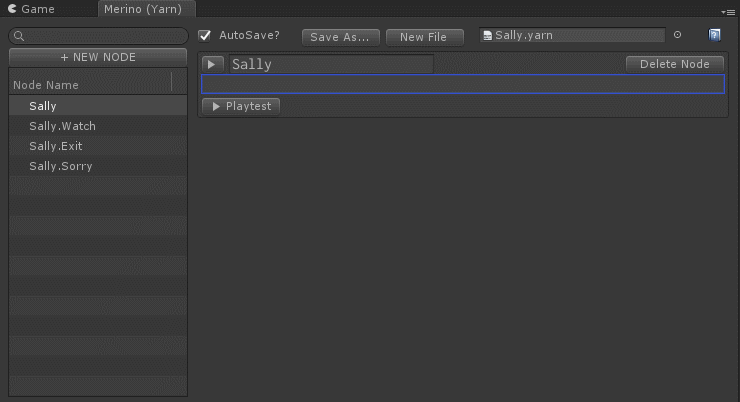 Game
Merino (Yarn)
AutoSave?
Save As...
New File
Sally.yarn
+ NEW NODE
Sally
Delete Node
Node Name
Playtest
Sally
Sally.Watch
Sally.Exit
Sally.Sorry